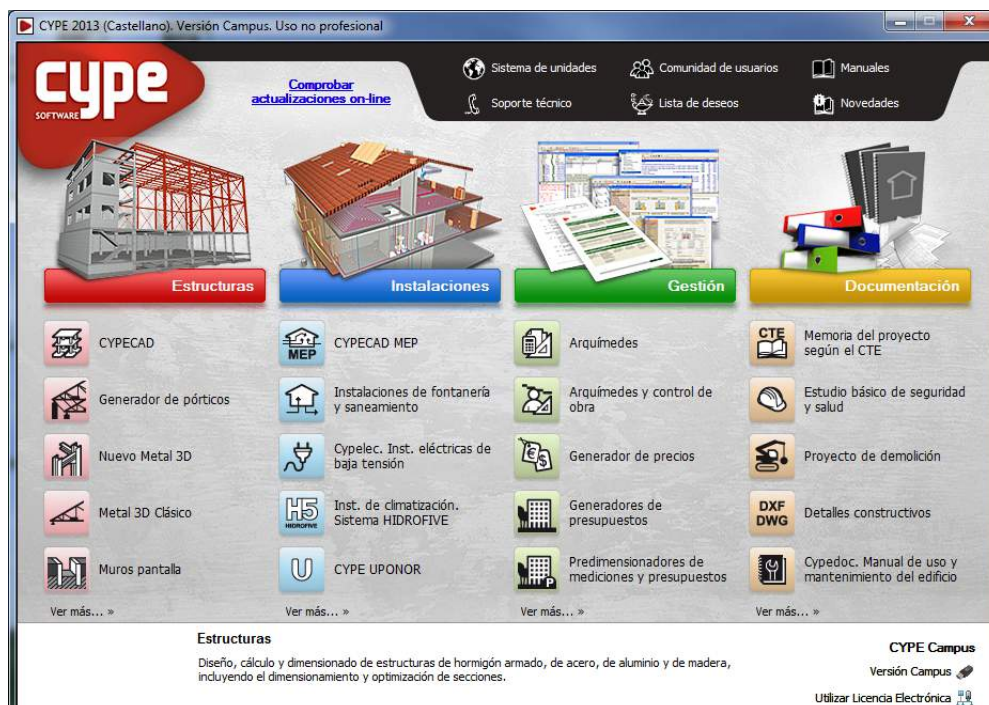 CYPE 2013 (Castellano). Versión Campus. Uso no profesional
cype
SOFTWARE
Comprobar
actualizaciones on-line
Sistema de unidades
Comunidad de usuarios
Manuales
Soporte técnico
Lista de deseos
Novedades
Estructuras
Instalaciones
Gestión
Documentación
CYPECAD
Generador de pórticos
Nuevo Metal 3D
Metal 3D Clásico
Muros pantalla
Ver más... »
MEP
CYPECAD MEP
Instalaciones de fontanería
y saneamiento
Cypelec. Inst. eléctricas de
baja tensión
H5
HIDROFIVE
Inst. de climatización.
Sistema HIDROFIVE
U
CYPE UPONOR
Ver más... »
Arquímedes
Arquímedes y control de
obra
€ $
Generador de precios
Generadores de
presupuestos
P
Predimensionadores de
mediciones y presupuestos
Ver más... »
CTE
Memoria del proyecto
según el CTE
Estudio básico de seguridad
y salud
Proyecto de demolición
DXF
DWG
Detalles constructivos
Cypedoc. Manual de uso y
mantenimiento del edificio
Ver más... »
Estructuras
Diseño, cálculo y dimensionado de estructuras de hormigón armado, de acero, de aluminio y de madera,
incluyendo el dimensionamiento y optimización de secciones.
CYPE Campus
Versión Campus
Utilizar Licencia Electrónica